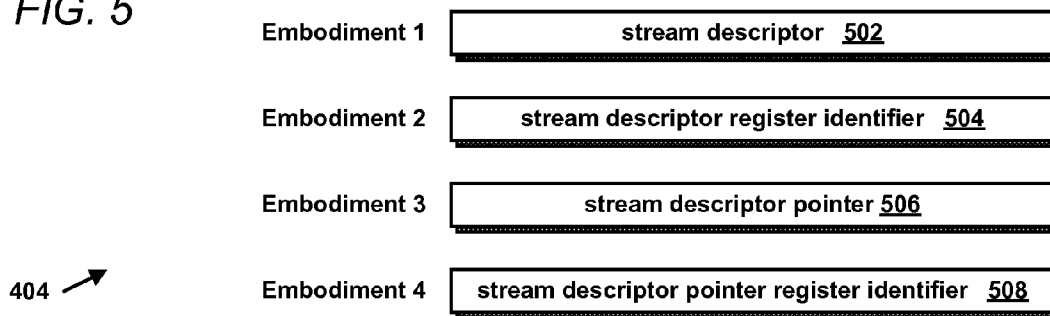 FIG. 5
Embodiment 1 stream descriptor 502
Embodiment 2 stream descriptor register identifier 504
Embodiment 3 stream descriptor pointer 506
404 Embodiment 4 stream descriptor pointer register identifier 508